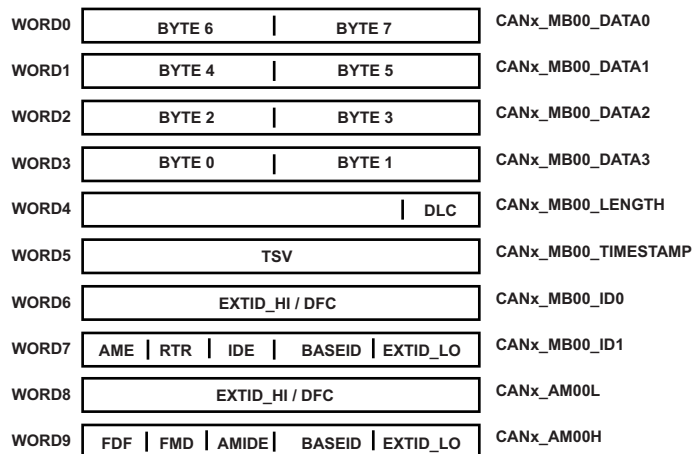 WORD0 BYTE 6 BYTE 7 CANx_MB00_DATA0
WORD1 BYTE 4 BYTE 5 CANx_MB00_DATA1
WORD2 BYTE 2 BYTE 3 CANx_MB00_DATA2
WORD3 BYTE 0 BYTE 1 CANx_MB00_DATA3
WORD4 DLC CANx_MB00_LENGTH
WORD5 TSV CANx_MB00_TIMESTAMP
WORD6 EXTID_HI / DFC CANx_MB00_ID0
WORD7 AME RTR IDE BASEID EXTID_LO CANx_MB00_ID1
WORD8 EXTID_HI / DFC CANx_AM00L
WORD9 FDF FMD AMIDE BASEID EXTID_LO CANx_AM00H